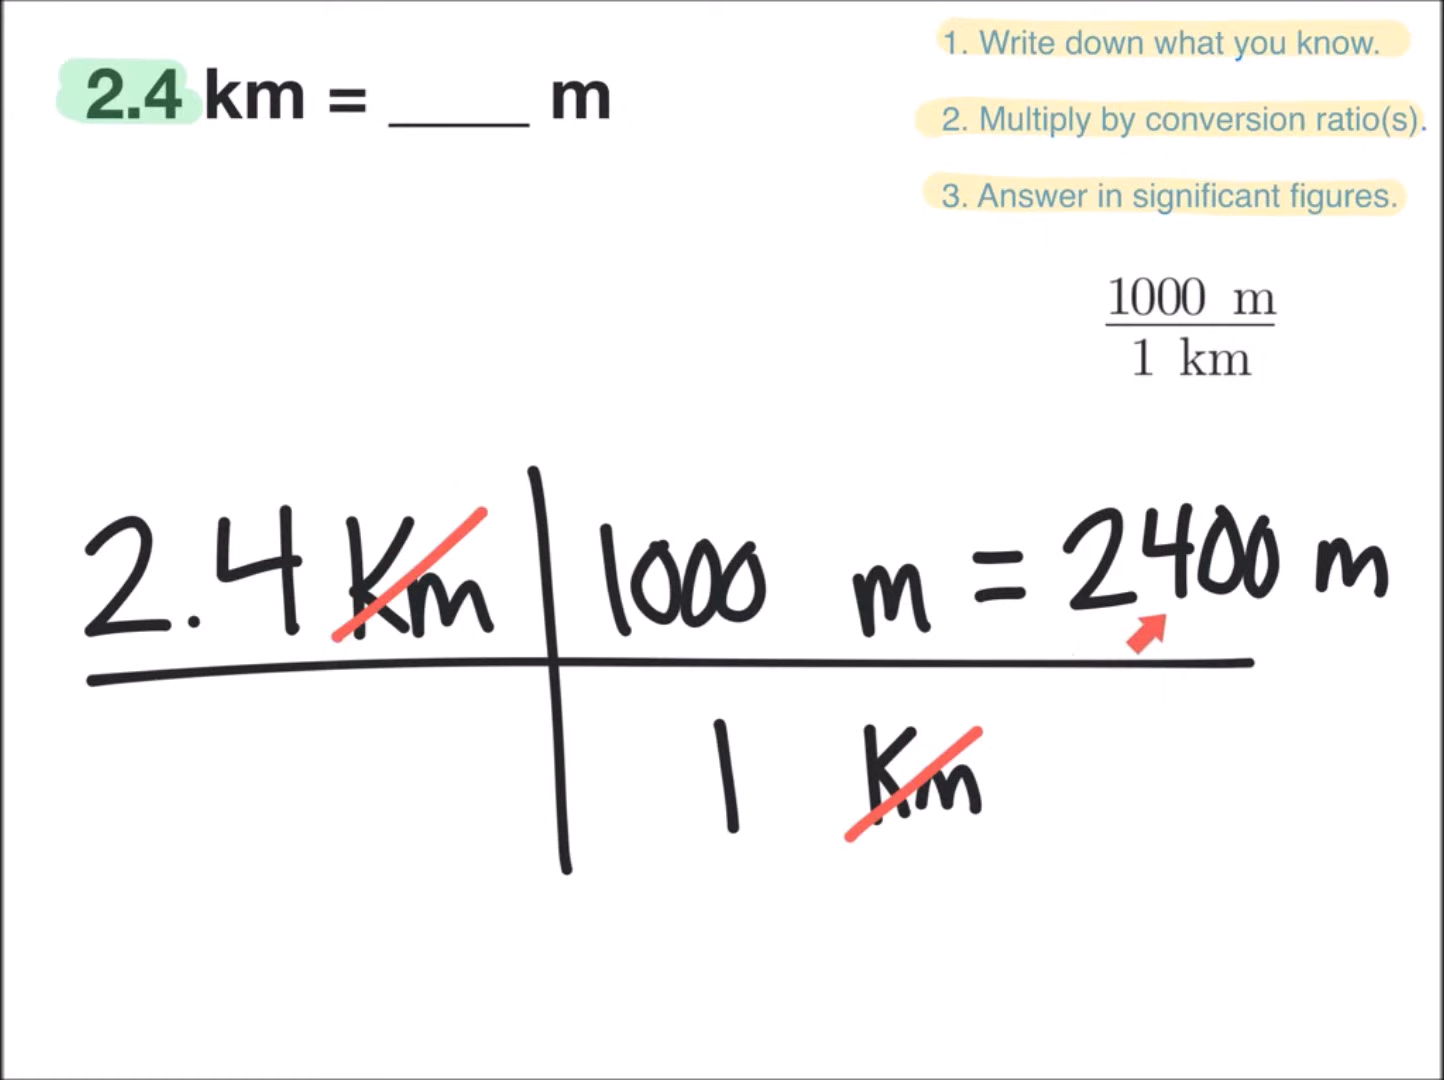 2.4 km = ____ m
1. Write down what you know.
2. Multiply by conversion ratio(s).
3. Answer in significant figures.
1000 m
1 km
2.4 Km | 1000 m = 2400 m
1 Km